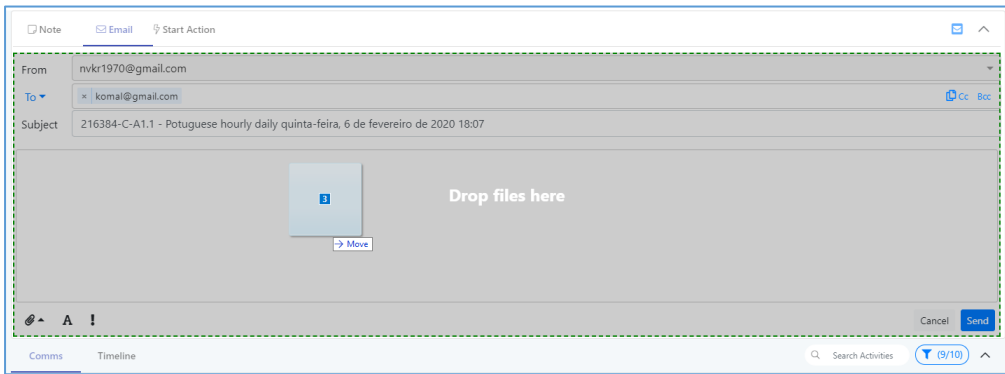 Note Email Start Action
From nvkr1970@gmail.com
To × komal@gmail.com Cc Bcc
Subject 216384-C-A1.1 - Potuguese hourly daily quinta-feira, 6 de fevereiro de 2020 18:07
Drop files here
3
→ Move
A ! Cancel Send
Comms Timeline Search Activities (9/10)